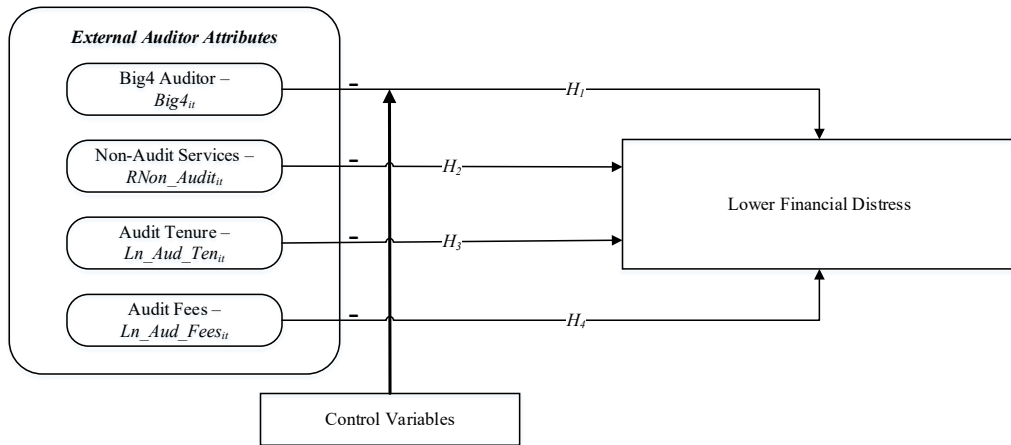 External Auditor Attributes
Big4 Auditor –
Big4it
- H1
Non-Audit Services –
RNon_Auditit
- H2
Lower Financial Distress
Audit Tenure –
Ln_Aud_Tenit
- H3
Audit Fees –
Ln_Aud_Feesit
- H4
Control Variables